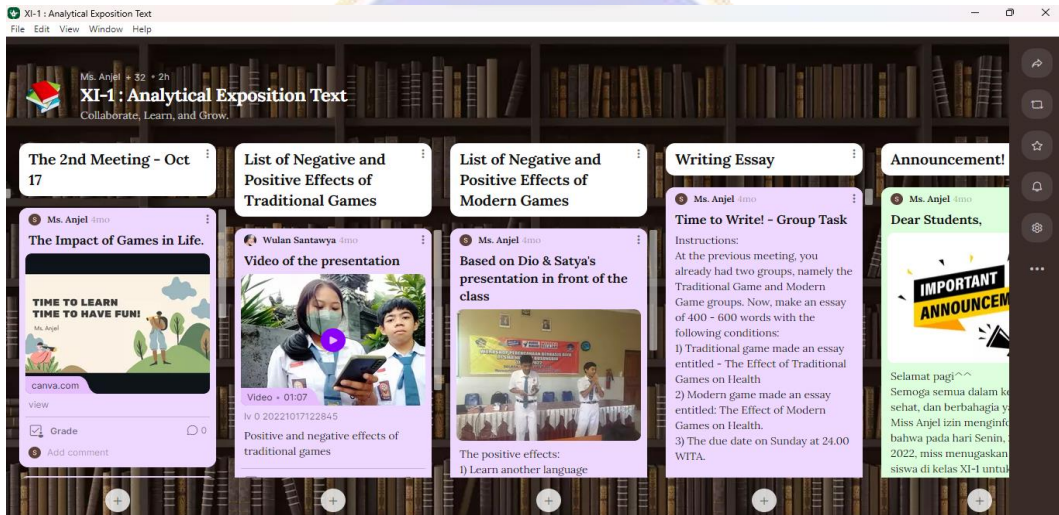 XI-1 : Analytical Exposition Text
File Edit View Window Help
Ms. Anjel + 32 • 2h
XI-1 : Analytical Exposition Text
Collaborate, Learn, and Grow.
The 2nd Meeting - Oct
17
Ms. Anjel 4mo
The Impact of Games in Life.
TIME TO LEARN
TIME TO HAVE FUN!
Ms. Anjel
canva.com
view
Grade 0
Add comment
List of Negative and
Positive Effects of
Traditional Games
Wulan Santawya 4mo
Video of the presentation
Video • 01:07
lv 0 20221017122845
Positive and negative effects of
traditional games
List of Negative and
Positive Effects of
Modern Games
Ms. Anjel 4mo
Based on Dio & Satya's
presentation in front of the
class
The positive effects:
1) Learn another language
Writing Essay
Ms. Anjel 4mo
Time to Write! - Group Task
Instructions:
At the previous meeting, you
already had two groups, namely the
Traditional Game and Modern
Game groups. Now, make an essay
of 400 - 600 words with the
following conditions:
1) Traditional game made an essay
entitled - The Effect of Traditional
Games on Health
2) Modern game made an essay
entitled: The Effect of Modern
Games on Health.
3) The due date on Sunday at 24.00
WITA.
Announcement!
Ms. Anjel 4mo
Dear Students,
IMPORTANT
ANNOUNCEM
Selamat pagi^^
Semoga semua dalam ke
sehat, dan berbahagia y
Miss Anjel izin menginfo
bahwa pada hari Senin,
2022, miss menugaskan
siswa di kelas XI-1 untuk